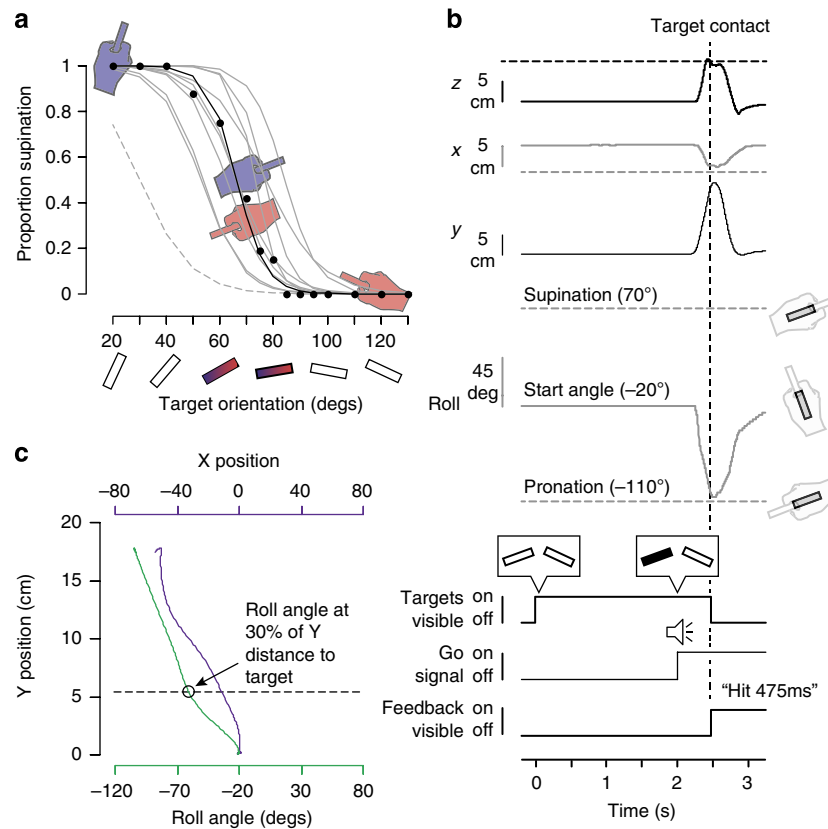 a
Proportion supination
1
0.8
0.6
0.4
0.2
0
20 40 60 80 100 120
Target orientation (degs)
b
Target contact
z 5 cm
x 5 cm
y 5 cm
Supination (70°)
Roll 45 deg
Start angle (–20°)
Pronation (–110°)
Targets visible on off
Go signal on off
Feedback visible on off
"Hit 475ms"
0 1 2 3
Time (s)
c
X position
–80 –40 0 40 80
Y position (cm)
20
15
10
5
0
Roll angle at
30% of Y
distance to
target
–120 –70 –20 30 80
Roll angle (degs)